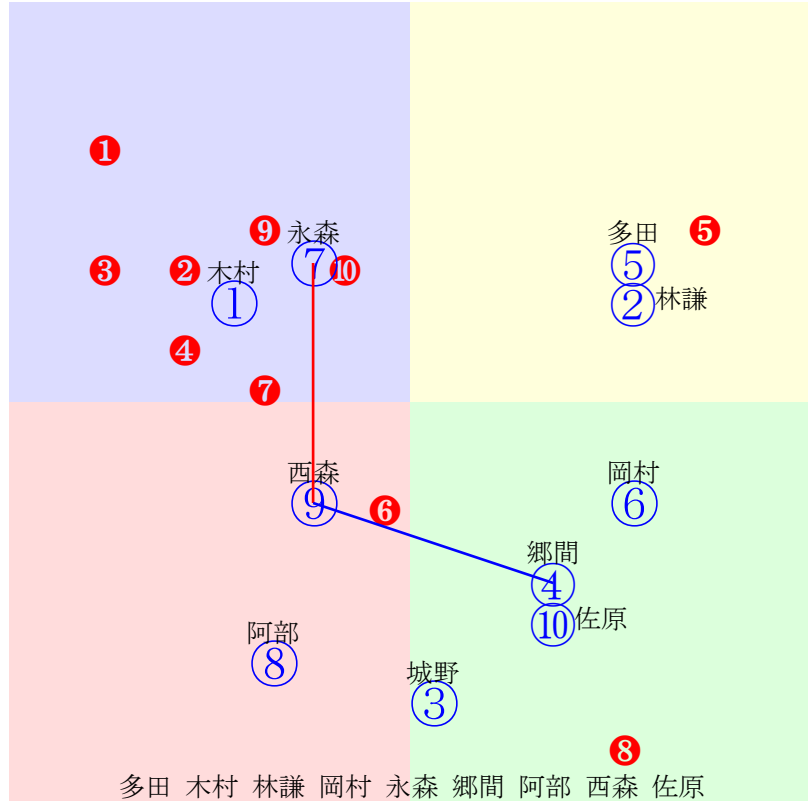 ❶
❾ 永森 多田 ❺
❸ ❷ 木村 ⑦ ❿ ⑤
① ② 林謙
❹
❼
西森 岡村
⑨ ❻ ⑥
郷間
④
阿部 ⑩ 佐原
⑧ 城野
③
❽
多田 木村 林謙 岡村 永森 郷間 阿部 西森 佐原